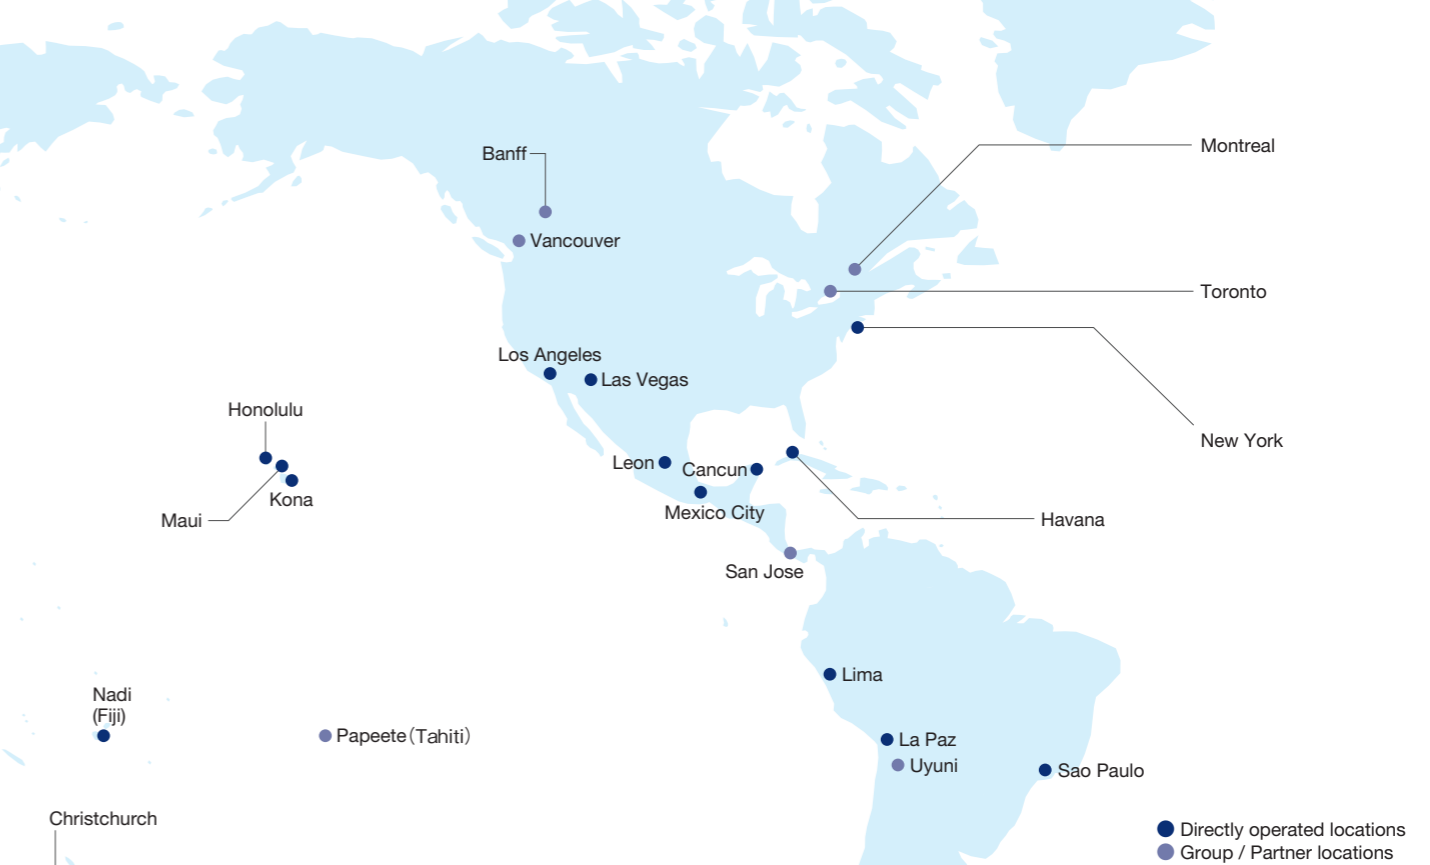 Montreal
Banff
Vancouver
Toronto
Los Angeles
Las Vegas
Honolulu
New York
Leon
Cancun
Kona
Mexico City
Maui
Havana
San Jose
Lima
Nadi
(Fiji)
Papeete(Tahiti)
La Paz
Uyuni
Sao Paulo
Christchurch
Directly operated locations
Group / Partner locations